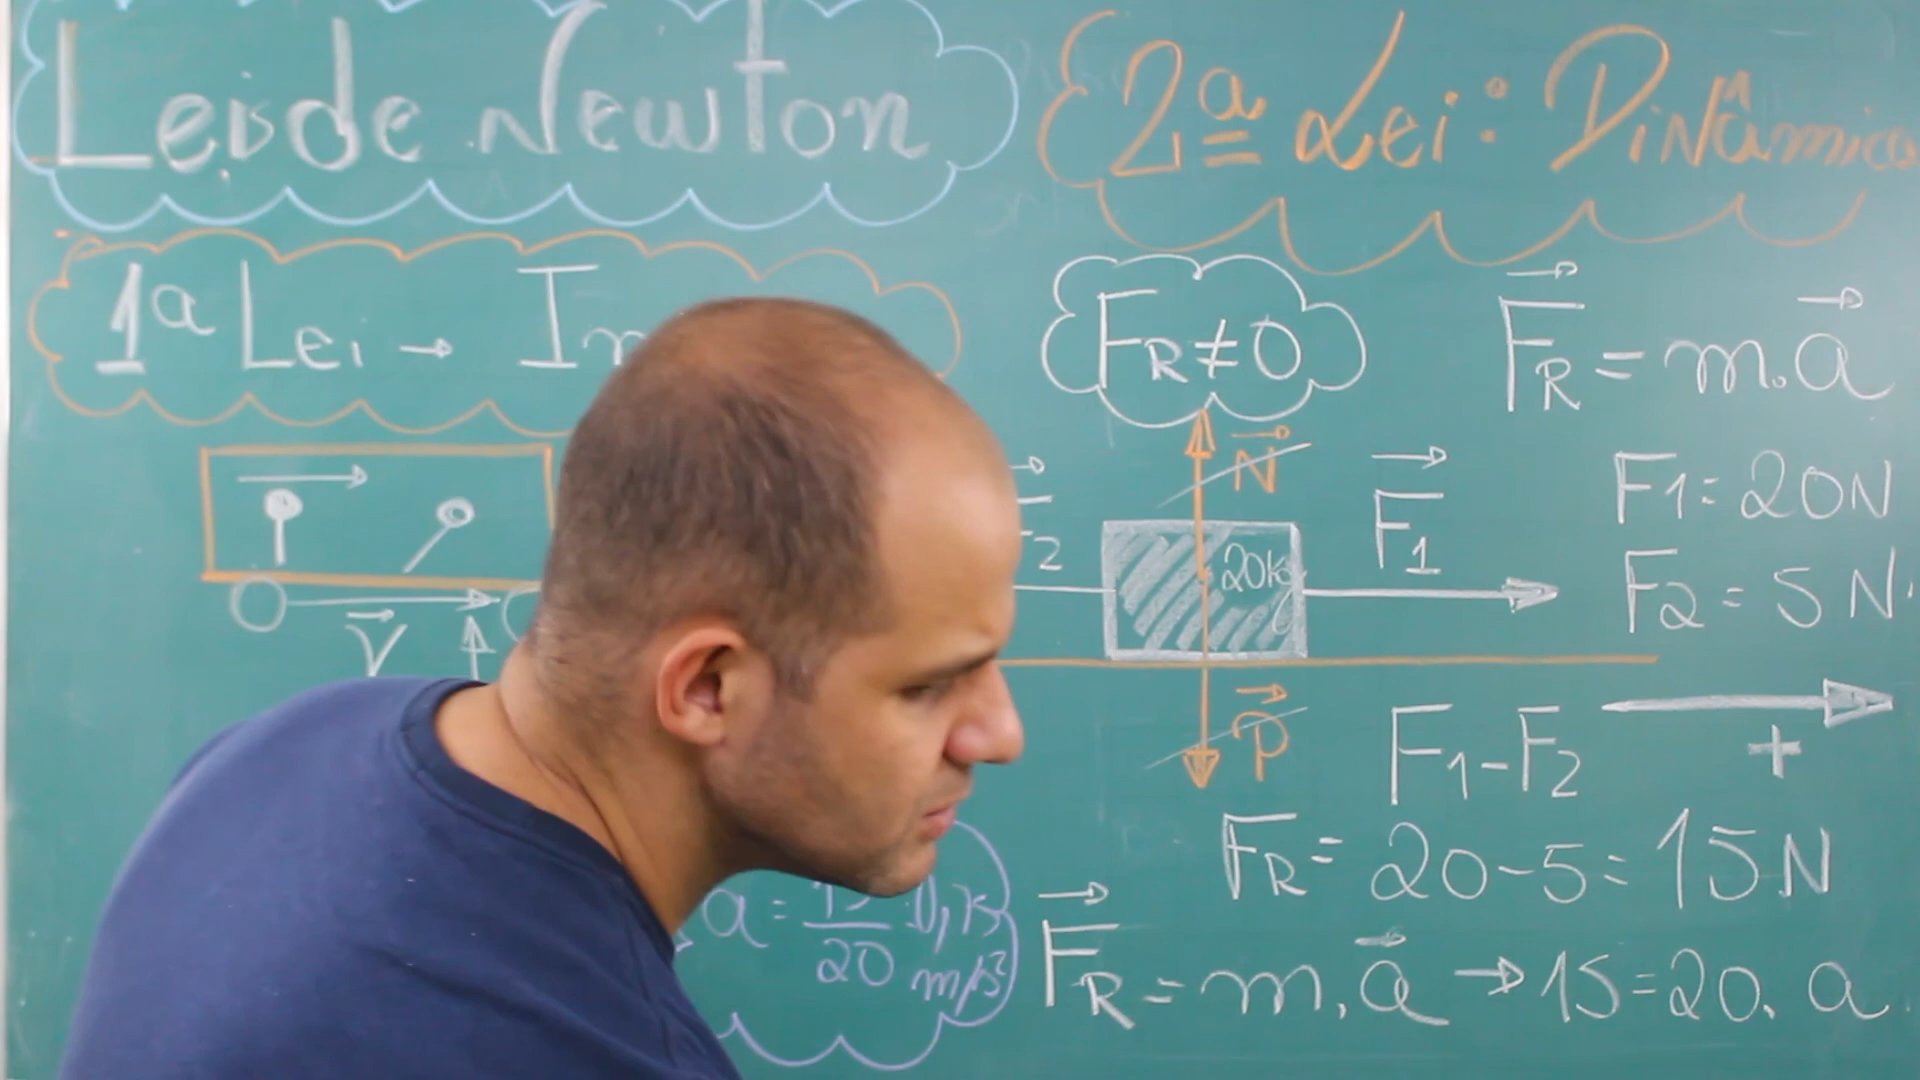 Leis de Newton
1ª Lei → In
V
a = 15/20 = 0,75
m/s²
2ª Lei: Dinâmica
FR ≠ 0
FR = m.a
N
F2
20kg
F1
F1 = 20N
F2 = 5N
P
F1 - F2
+
FR = 20 - 5 = 15N
FR = m.a → 15 = 20. a